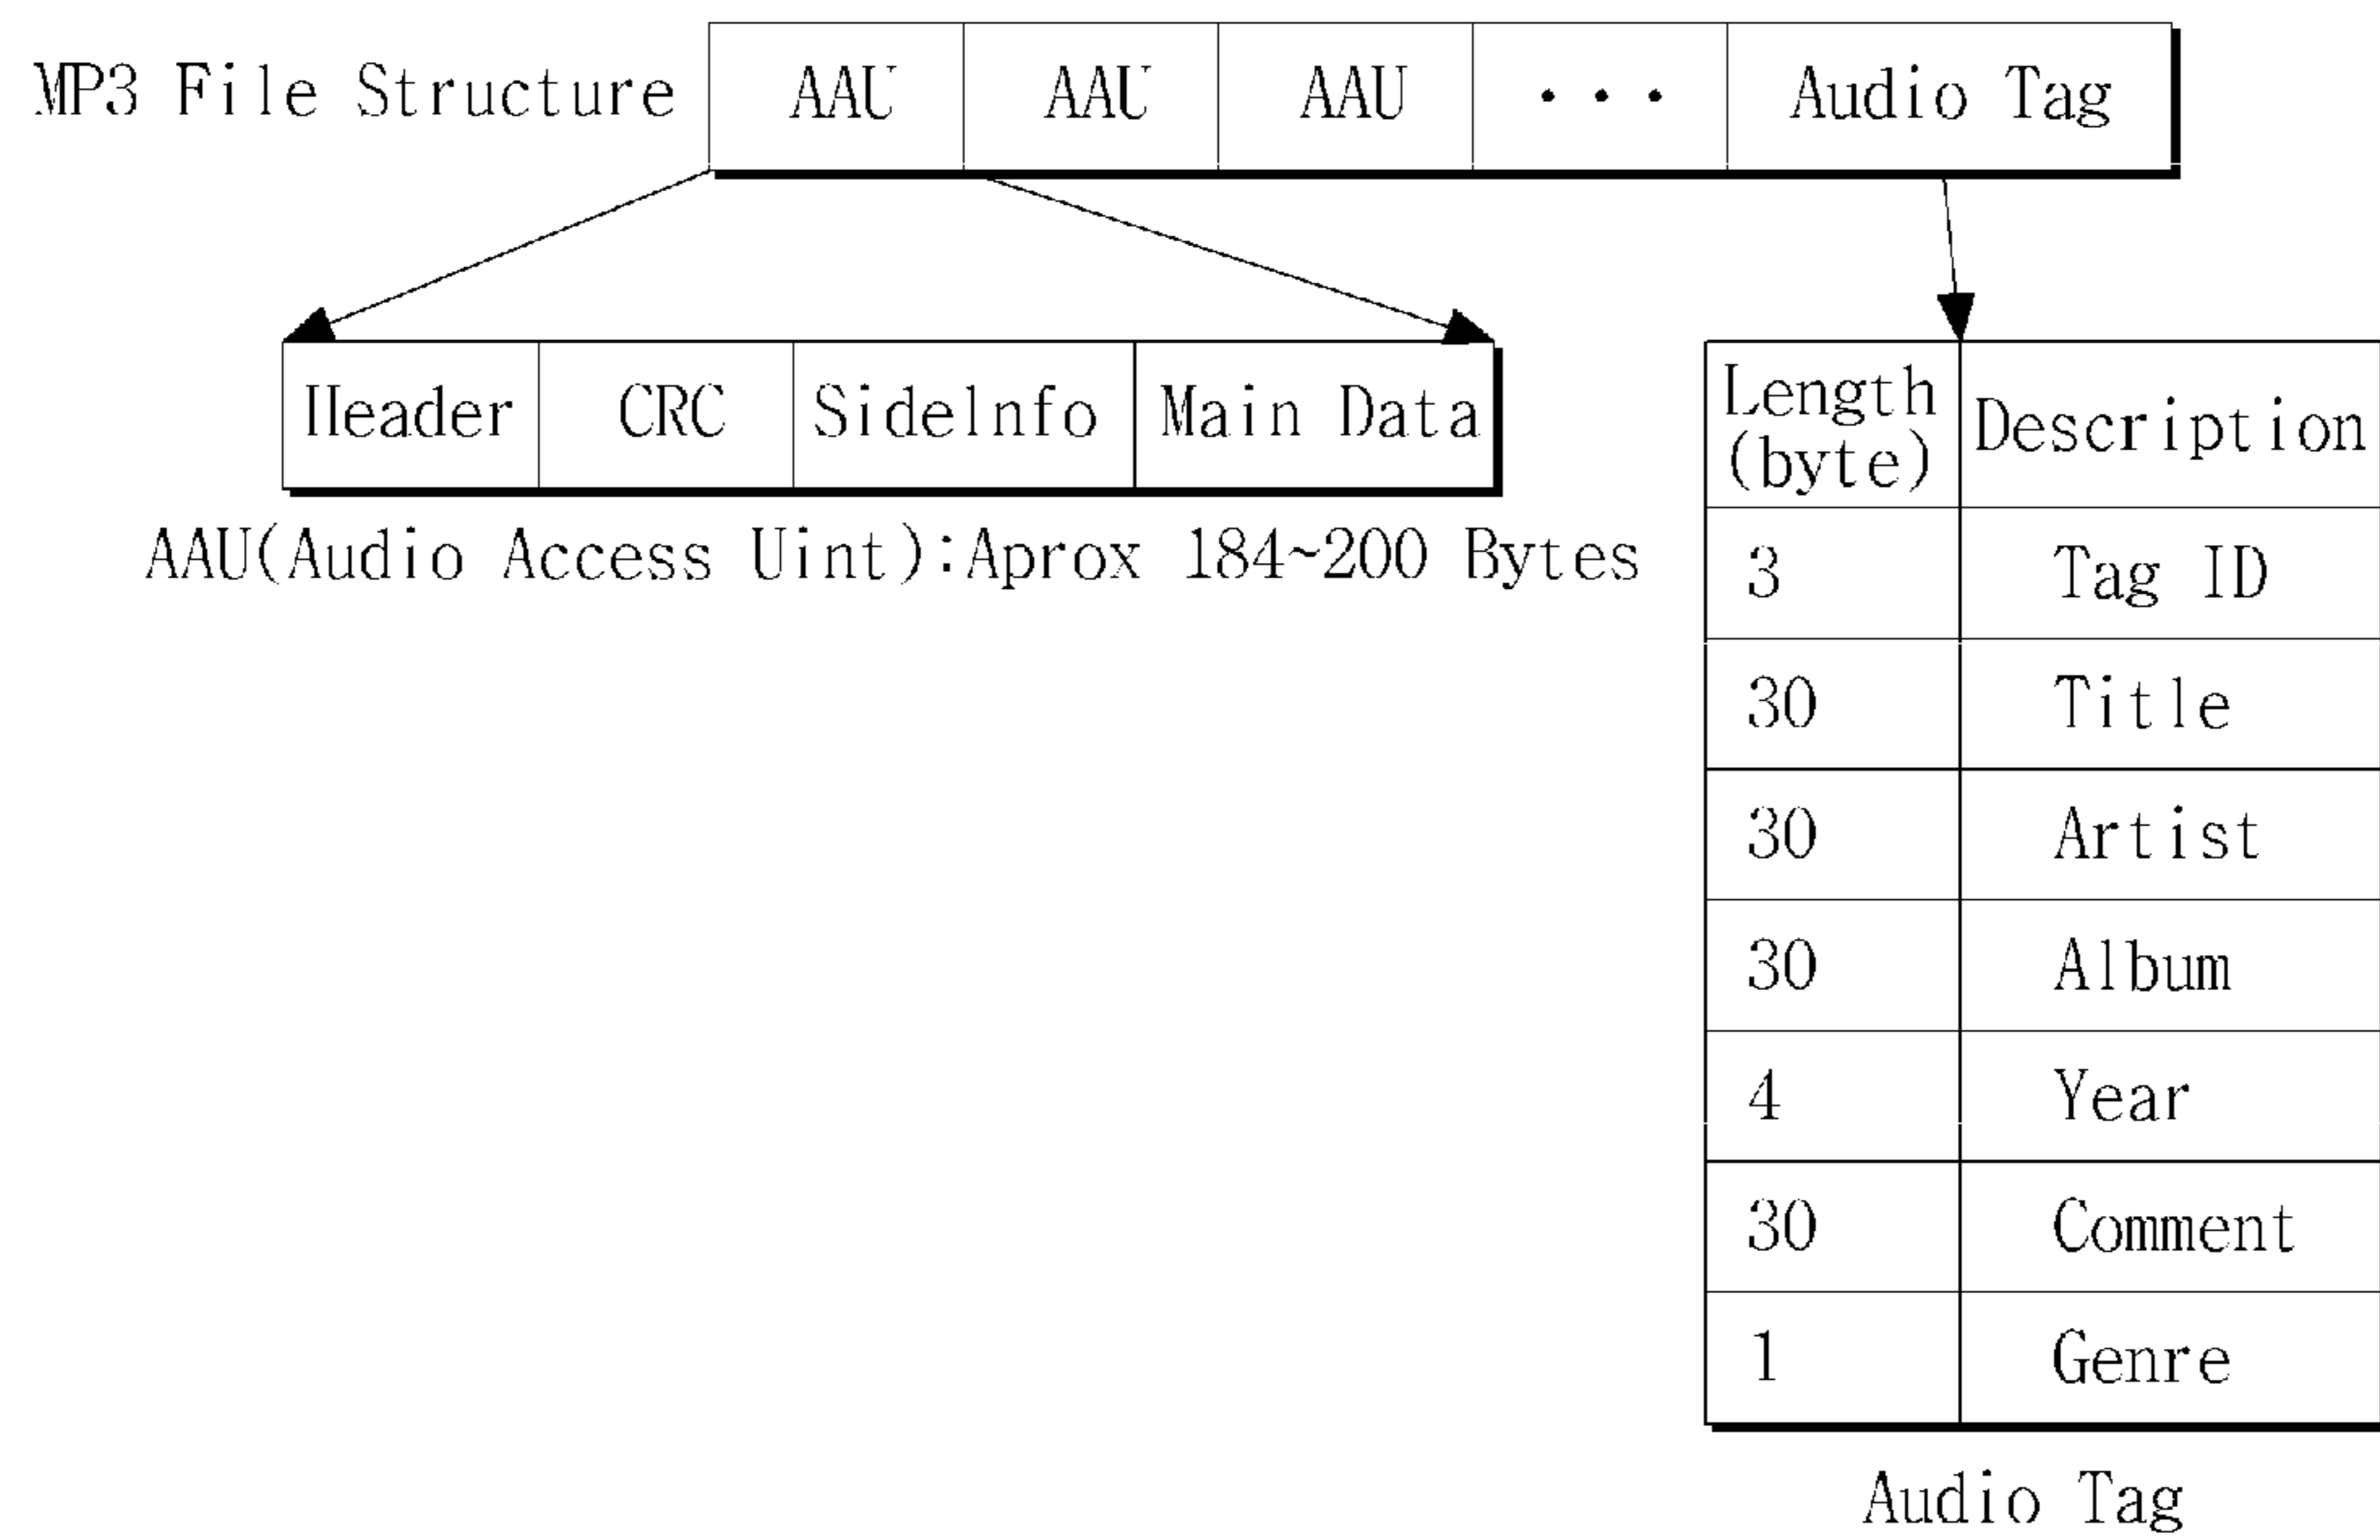 MP3 File Structure AAU AAU AAU ··· Audio Tag
Header CRC SideInfo Main Data
AAU(Audio Access Uint):Aprox 184~200 Bytes
Length (byte) Description
3 Tag ID
30 Title
30 Artist
30 Album
4 Year
30 Comment
1 Genre
Audio Tag